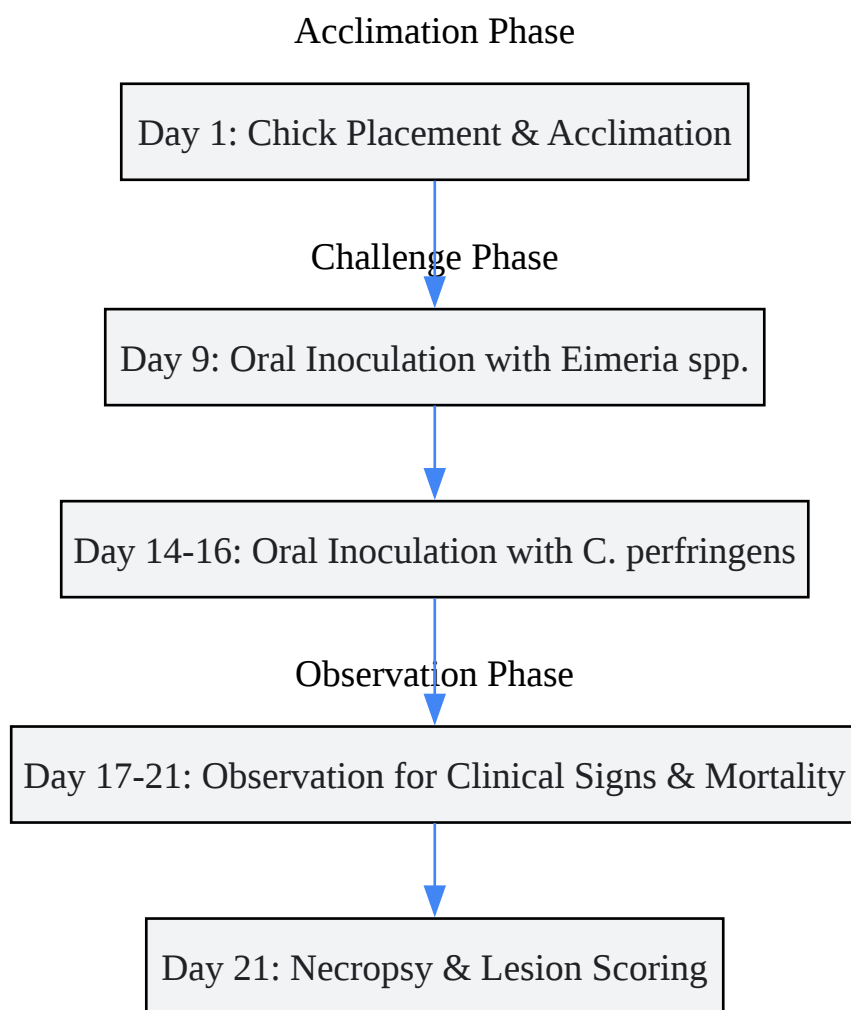 Acclimation Phase
Day 1: Chick Placement & Acclimation
Challenge Phase
Day 9: Oral Inoculation with Eimeria spp.
Day 14-16: Oral Inoculation with C. perfringens
Observation Phase
Day 17-21: Observation for Clinical Signs & Mortality
Day 21: Necropsy & Lesion Scoring